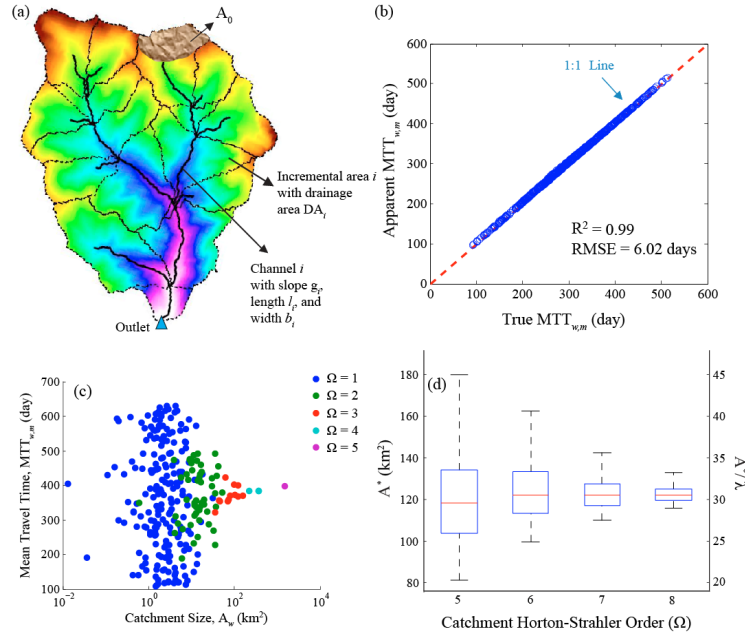 (a)
A₀
Incremental area i
with drainage
area DAᵢ
Channel i
with slope gᵢ,
length lᵢ, and
width bᵢ
Outlet
(b)
600
500
400
300
200
100
0
0 100 200 300 400 500 600
Apparent MTT_w,m (day)
True MTT_w,m (day)
1:1 Line
R² = 0.99
RMSE = 6.02 days
(c)
700
600
500
400
300
200
100
10⁻² 10⁰ 10² 10⁴
Mean Travel Time, MTT_w,m (day)
Catchment Size, A_w (km²)
Ω = 1
Ω = 2
Ω = 3
Ω = 4
Ω = 5
(d)
180
160
140
120
100
80
A* (km²)
45
40
35
30
25
20
A*/λ
5 6 7 8
Catchment Horton-Strahler Order (Ω)